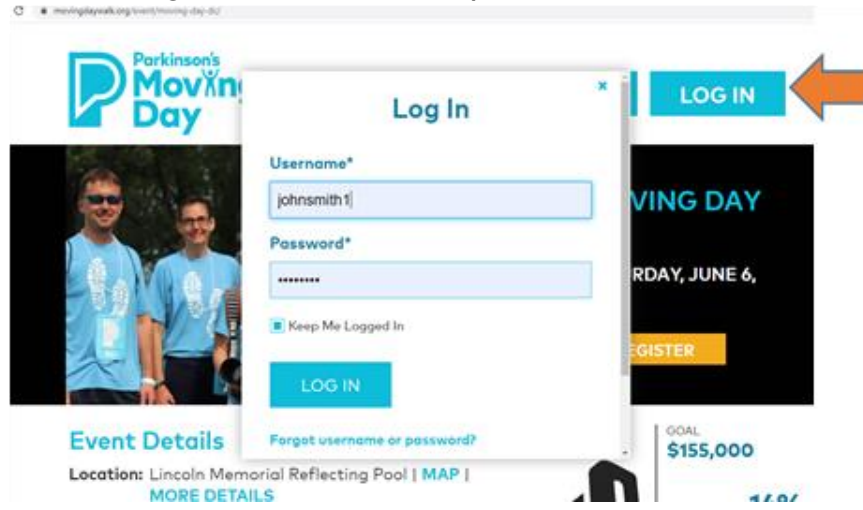 movingdaywalk.org/event/moving-day-dc/
Parkinson's
Moving
Day
LOG IN
Log In
×
Username*
johnsmith1
Password*
••••••••
Keep Me Logged In
LOG IN
Forgot username or password?
VING DAY
RDAY, JUNE 6,
EGISTER
Event Details
Location: Lincoln Memorial Reflecting Pool | MAP |
MORE DETAILS
GOAL
$155,000